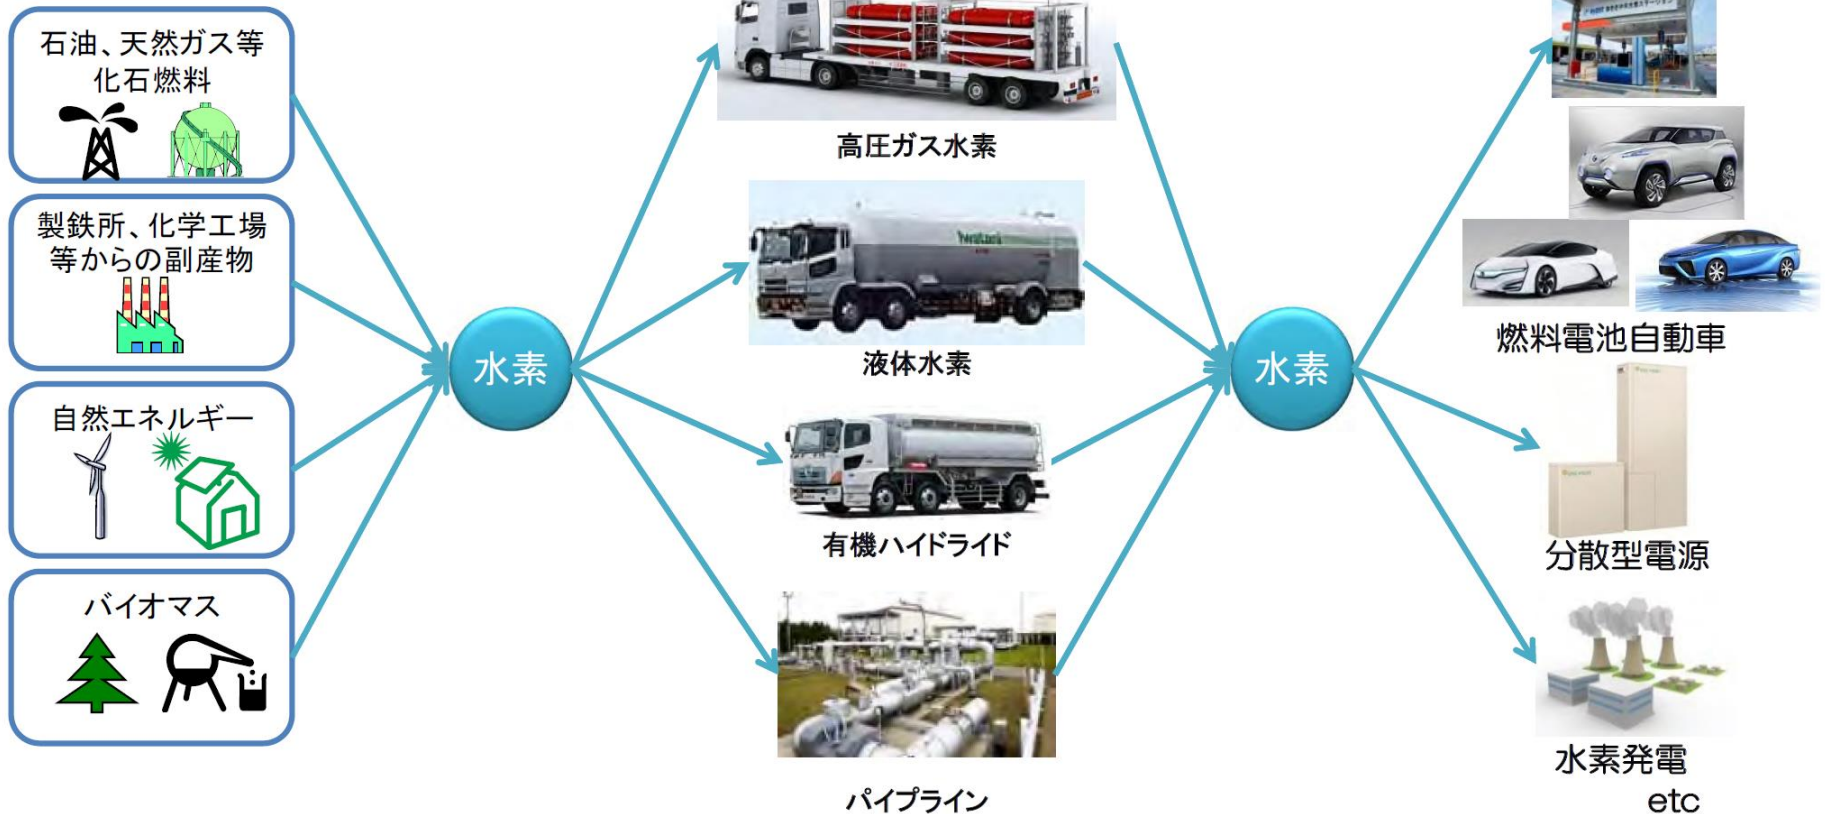 石油、天然ガス等
化石燃料
製鉄所、化学工場
等からの副産物
自然エネルギー
バイオマス
水素
高圧ガス水素
液体水素
有機ハイドライド
パイプライン
水素
燃料電池自動車
分散型電源
水素発電
etc